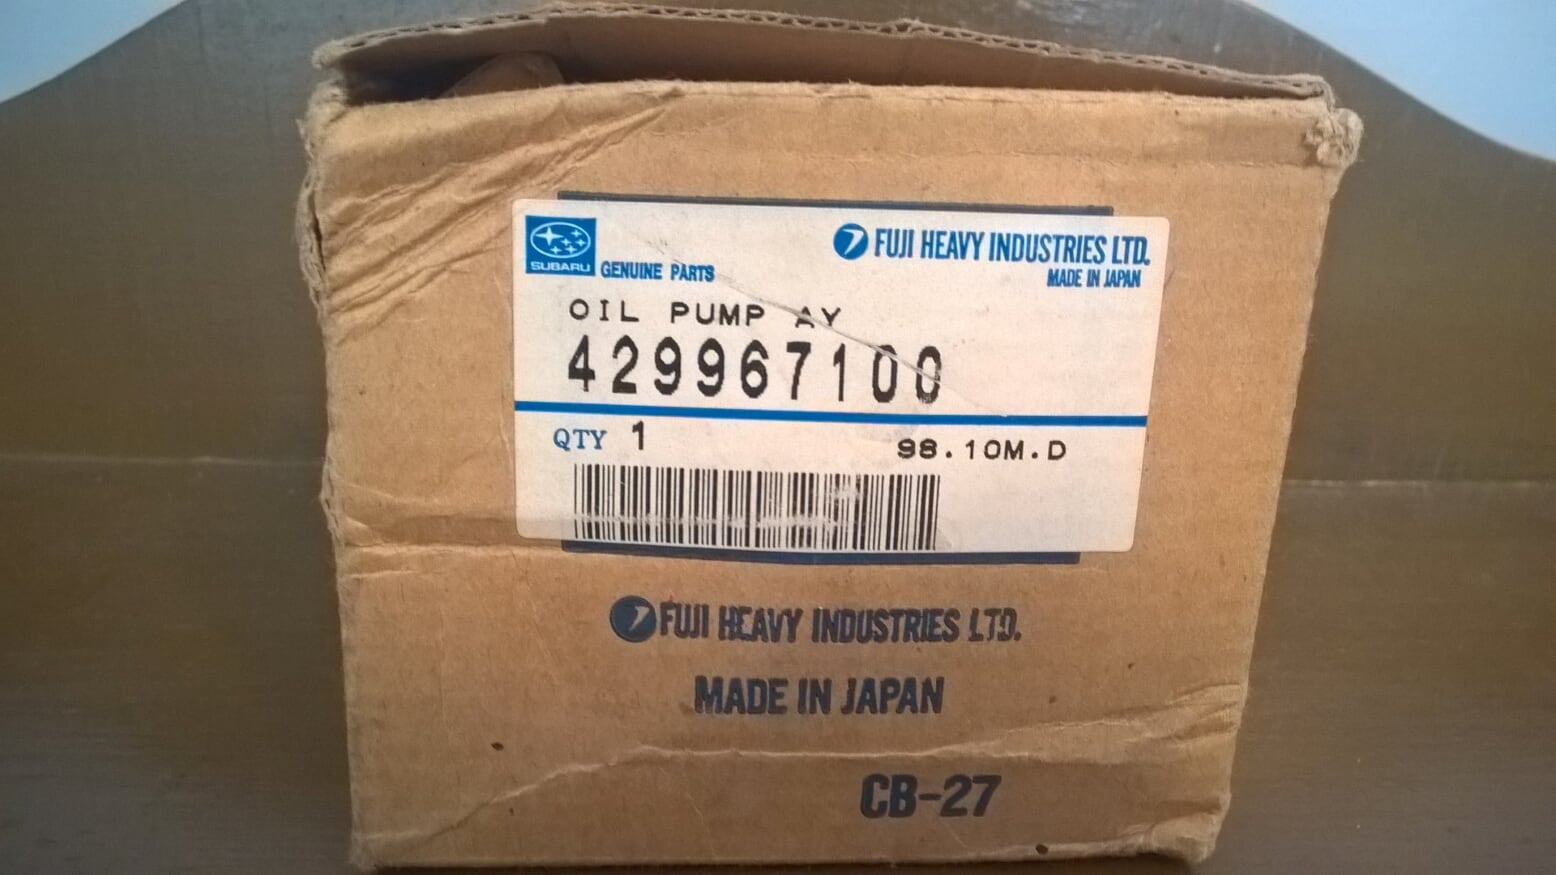 FUJI HEAVY INDUSTRIES LTD.
SUBARU
GENUINE PARTS
MADE IN JAPAN
OIL PUMP AY
429967100
QTY 1
98.10M.D
FUJI HEAVY INDUSTRIES LTD.
MADE IN JAPAN
CB-27